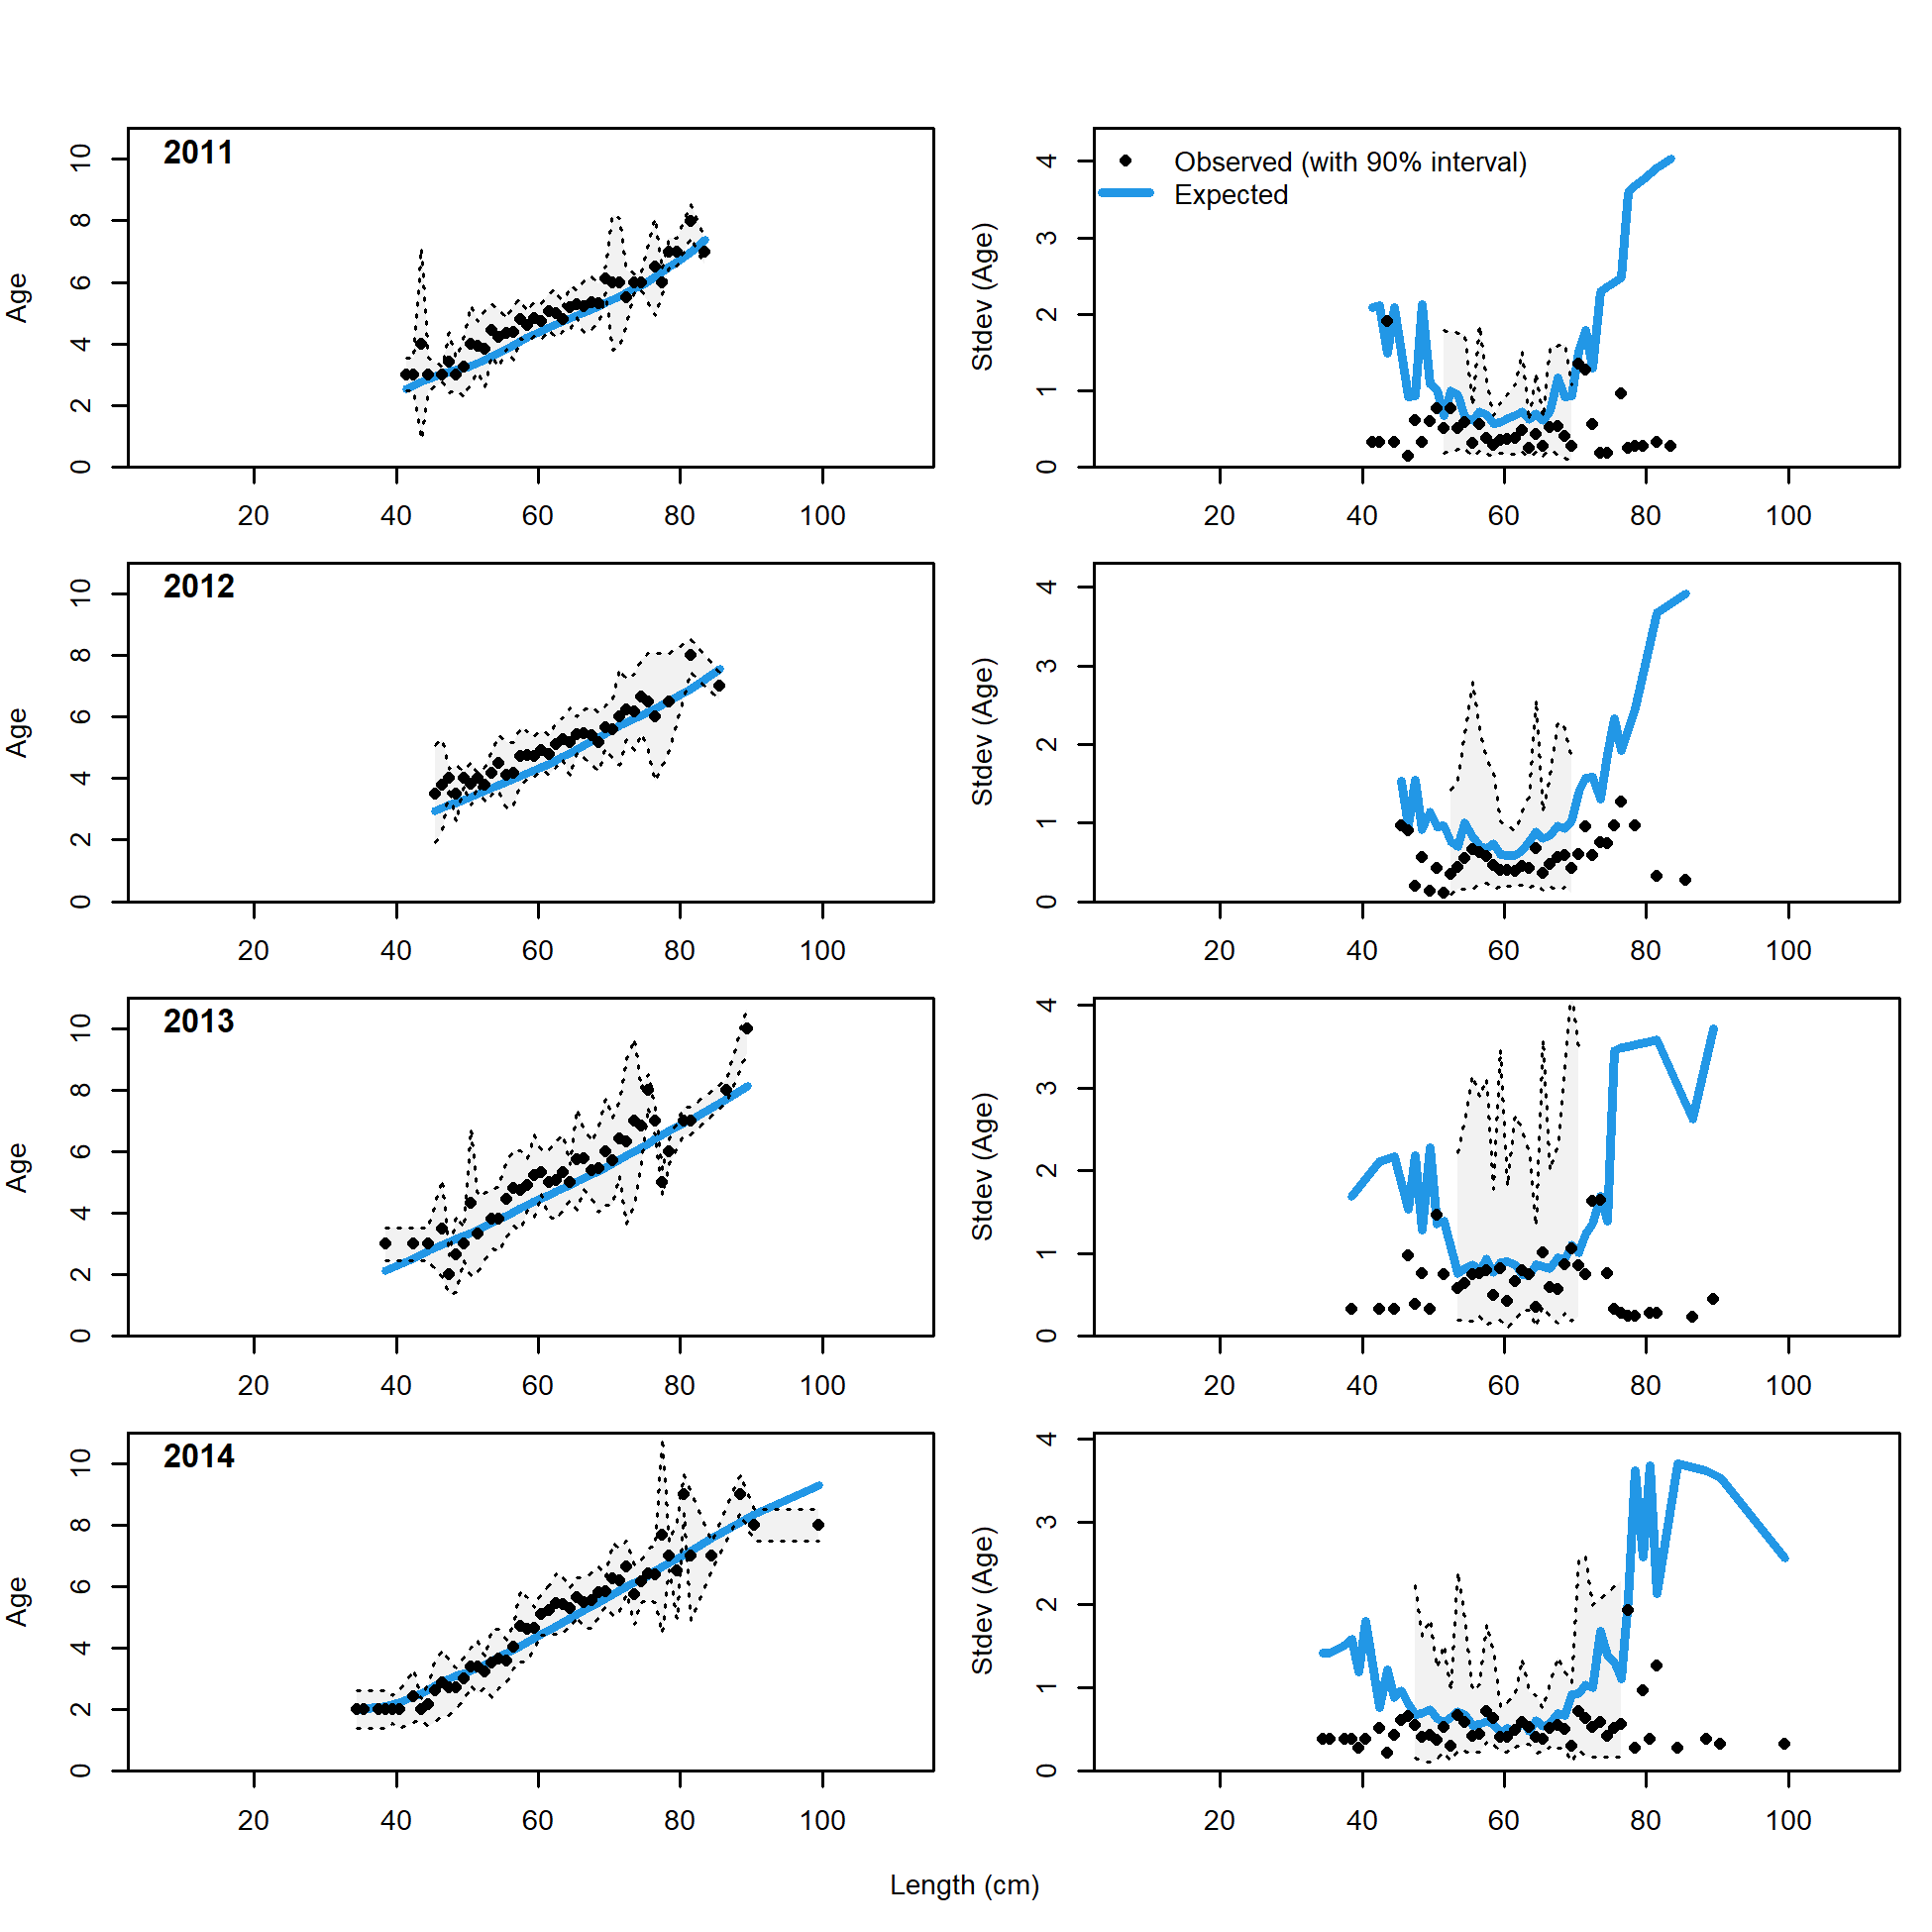 2011
Age
0 2 4 6 8 10
20 40 60 80 100
Observed (with 90% interval)
Expected
Stdev (Age)
0 1 2 3 4
20 40 60 80 100
2012
Age
0 2 4 6 8 10
20 40 60 80 100
Stdev (Age)
0 1 2 3 4
20 40 60 80 100
2013
Age
0 2 4 6 8 10
20 40 60 80 100
Stdev (Age)
0 1 2 3 4
20 40 60 80 100
2014
Age
0 2 4 6 8 10
20 40 60 80 100
Stdev (Age)
0 1 2 3 4
20 40 60 80 100
Length (cm)